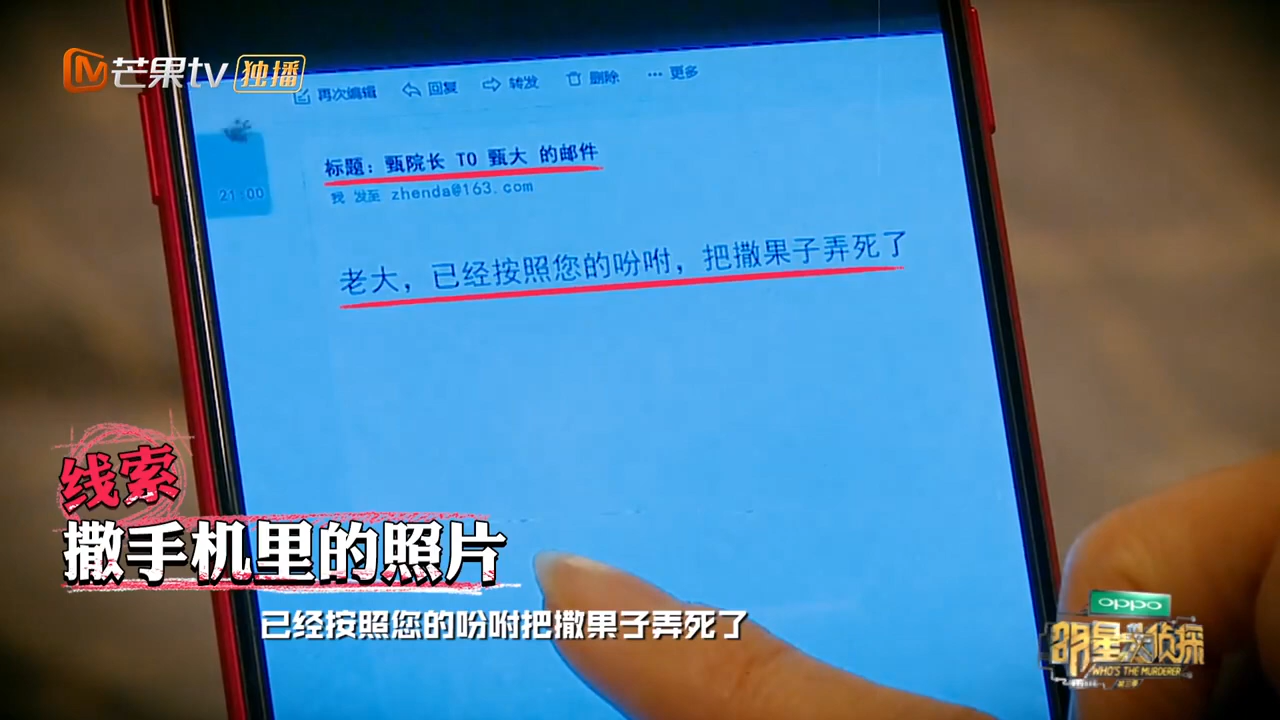 芒果tv 独播
再次编辑 回复 转发 删除 ··· 更多
21:00
标题：甄院长 TO 甄大 的邮件
我 发至 zhenda@163.com
老大，已经按照您的吩咐，把撒果子弄死了
线索
撒手机里的照片
已经按照您的吩咐把撒果子弄死了
oppo
明星大侦探
WHO'S THE MURDERER
第三季